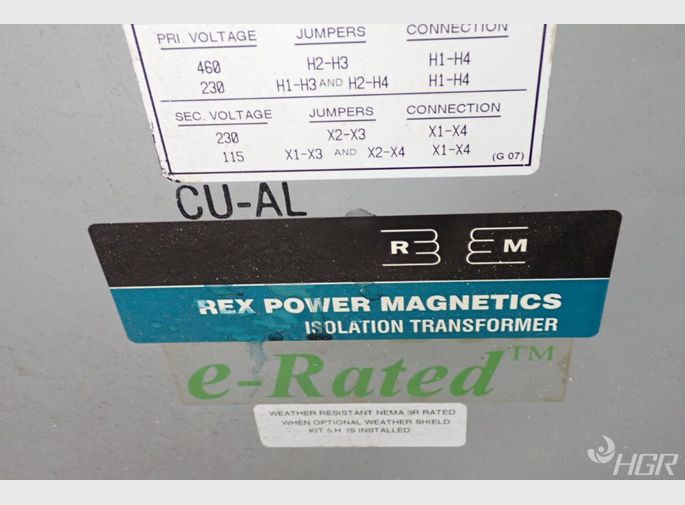 PRI. VOLTAGE JUMPERS CONNECTION
460 H2-H3 H1-H4
230 H1-H3 AND H2-H4 H1-H4
SEC. VOLTAGE JUMPERS CONNECTION
230 X2-X3 X1-X4
115 X1-X3 AND X2-X4 X1-X4 (G 07)
CU-AL
R M
REX POWER MAGNETICS
ISOLATION TRANSFORMER
e-Rated™
WEATHER RESISTANT NEMA 3R RATED
WHEN OPTIONAL WEATHER SHIELD
KIT 5 H IS INSTALLED
HGR